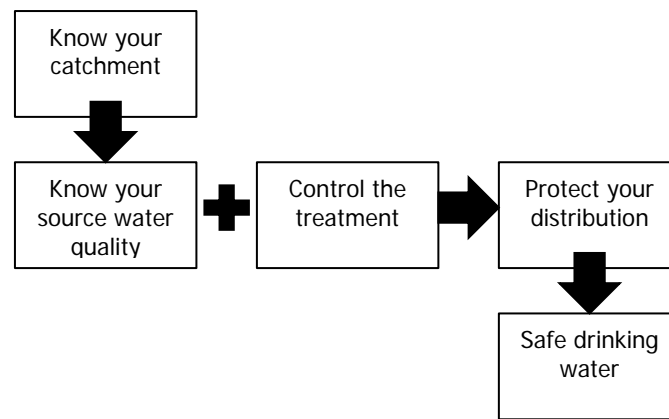 Know your
catchment
Know your
source water
quality
Control the
treatment
Protect your
distribution
Safe drinking
water